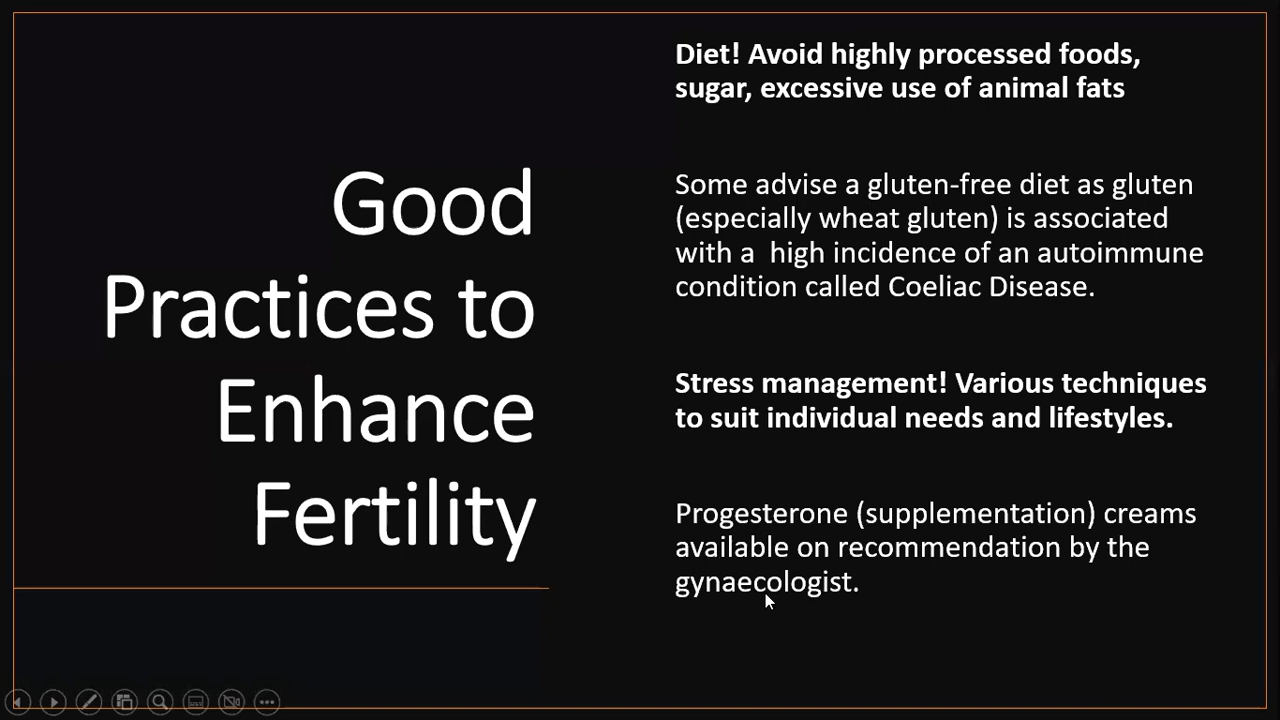 Good
Practices to
Enhance
Fertility
Diet! Avoid highly processed foods,
sugar, excessive use of animal fats
Some advise a gluten-free diet as gluten
(especially wheat gluten) is associated
with a  high incidence of an autoimmune
condition called Coeliac Disease.
Stress management! Various techniques
to suit individual needs and lifestyles.
Progesterone (supplementation) creams
available on recommendation by the
gynaecologist.